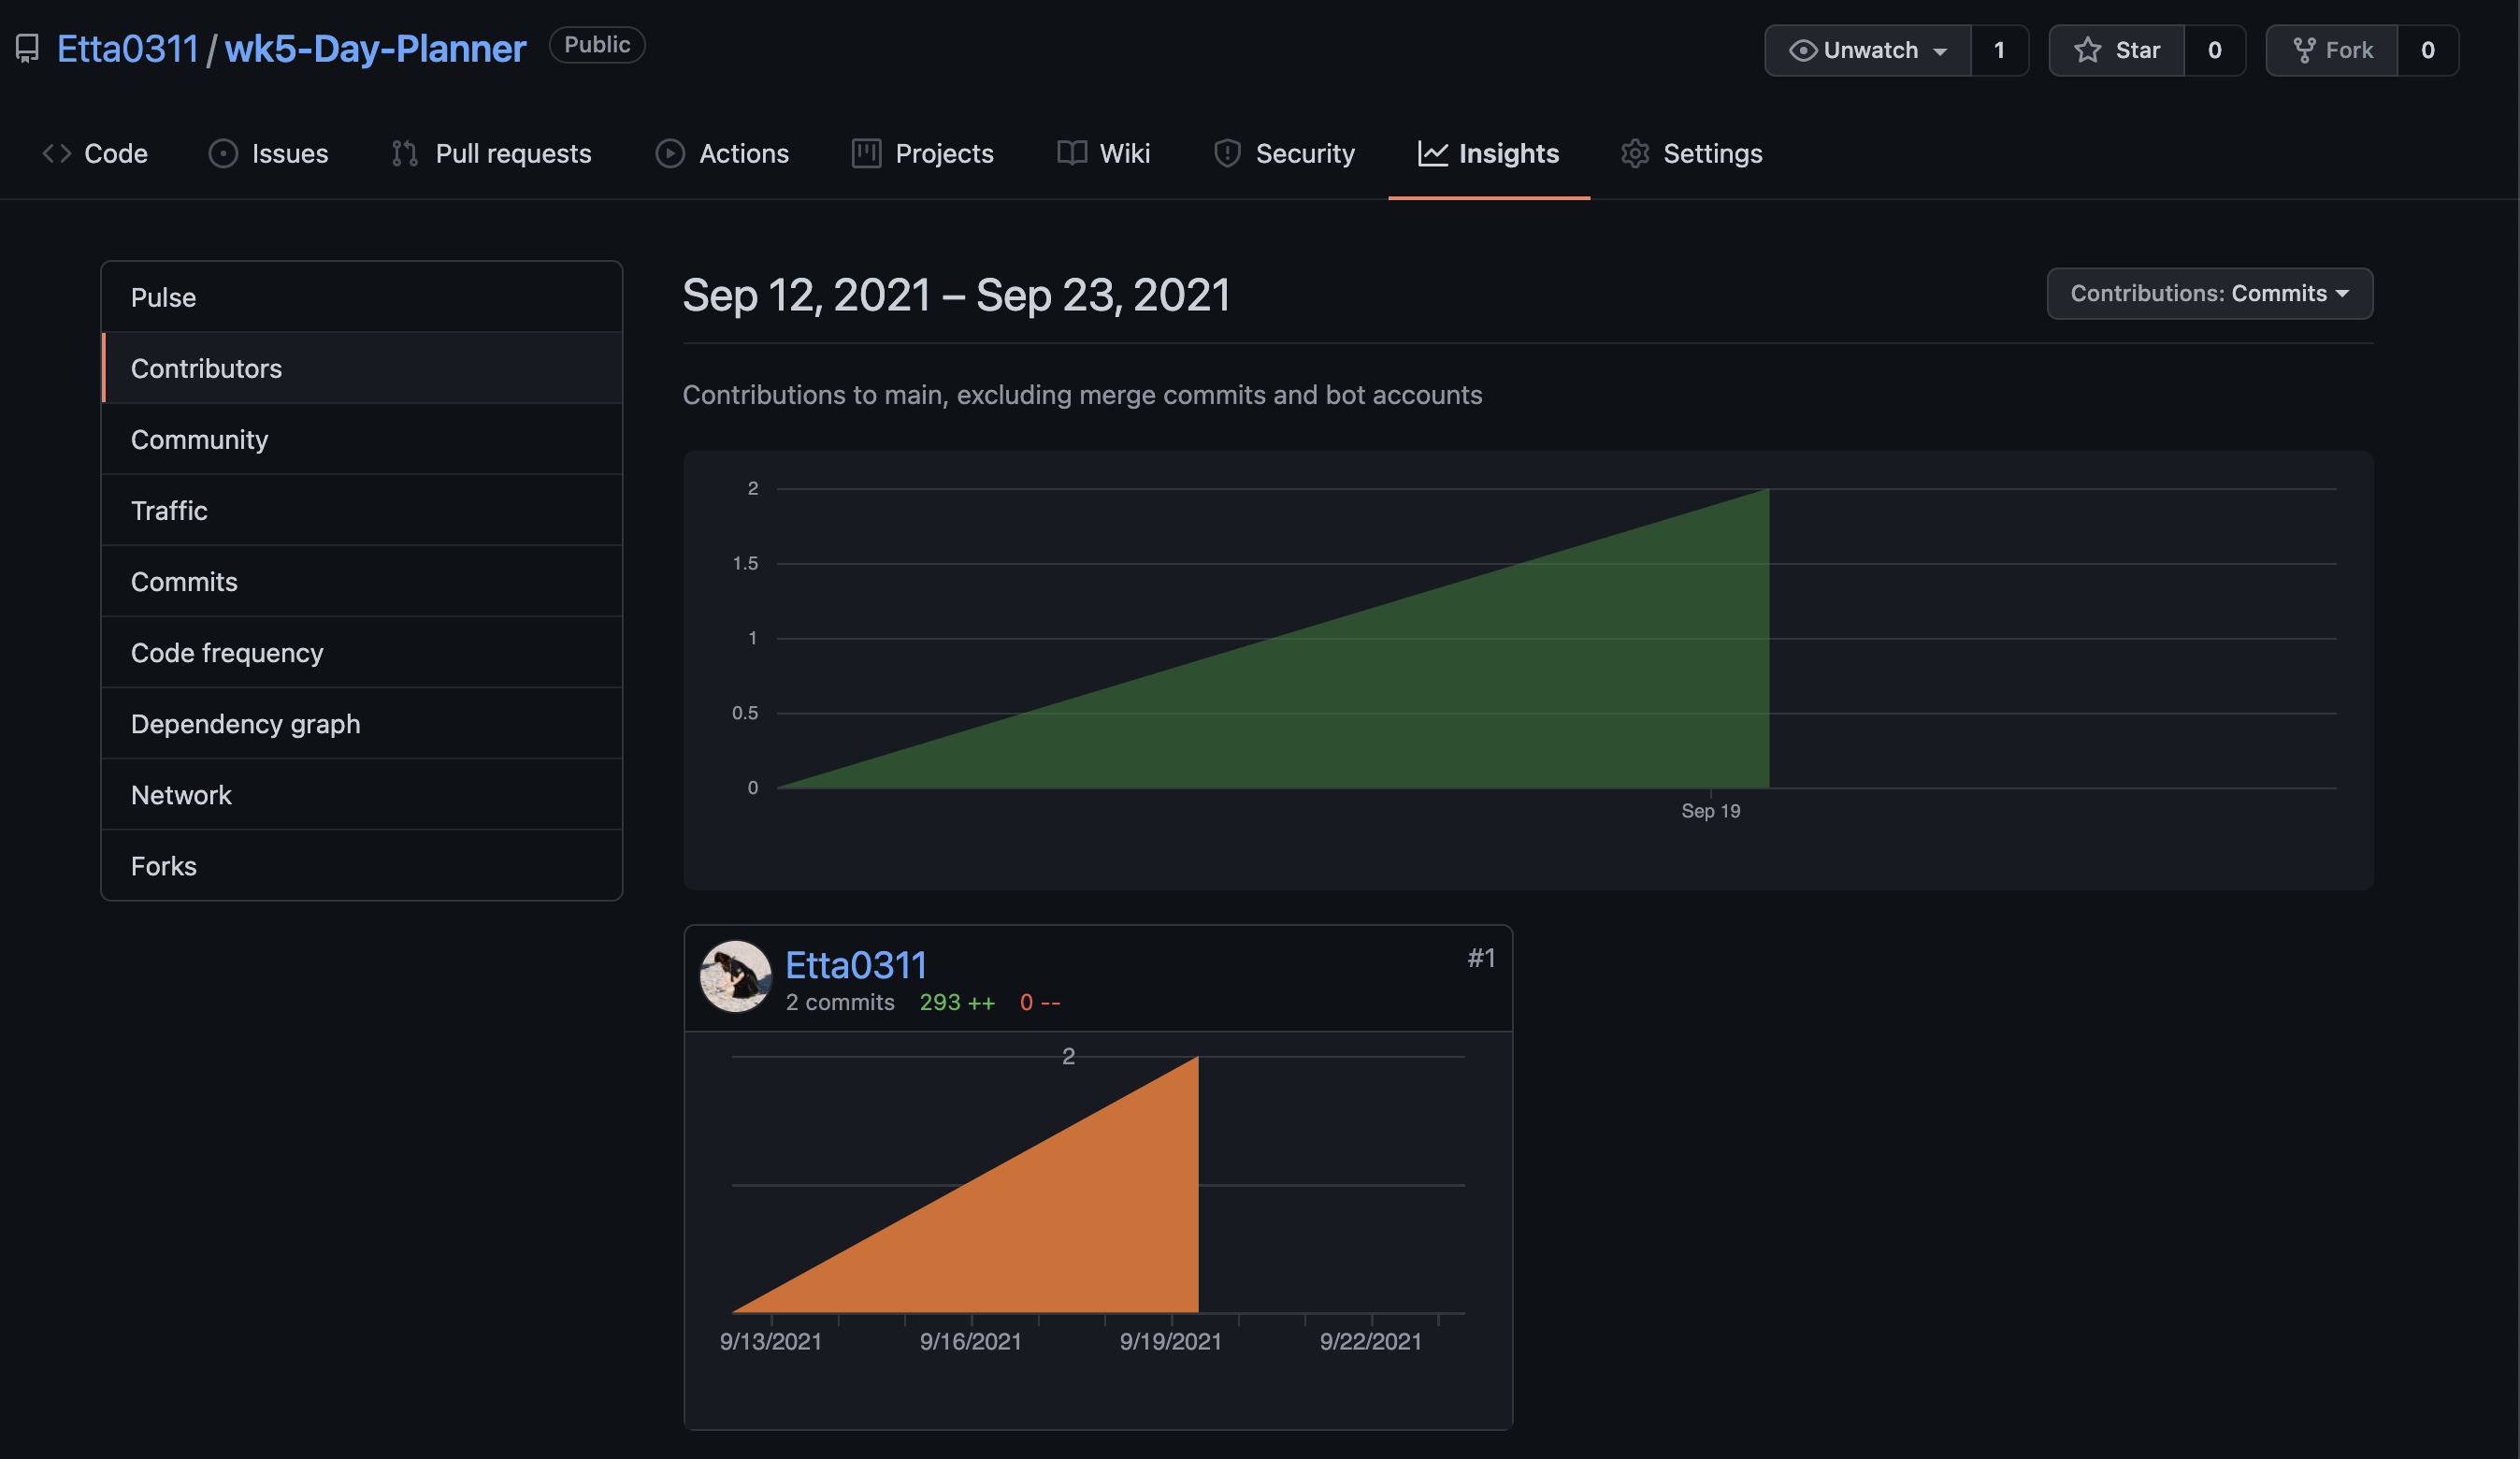 Etta0311 / wk5-Day-Planner Public
Unwatch 1 Star 0 Fork 0
Code Issues Pull requests Actions Projects Wiki Security Insights Settings
Pulse
Contributors
Community
Traffic
Commits
Code frequency
Dependency graph
Network
Forks
Sep 12, 2021 – Sep 23, 2021
Contributions: Commits
Contributions to main, excluding merge commits and bot accounts
2
1.5
1
0.5
0
Sep 19
Etta0311
#1
2 commits 293 ++ 0 --
2
9/13/2021 9/16/2021 9/19/2021 9/22/2021